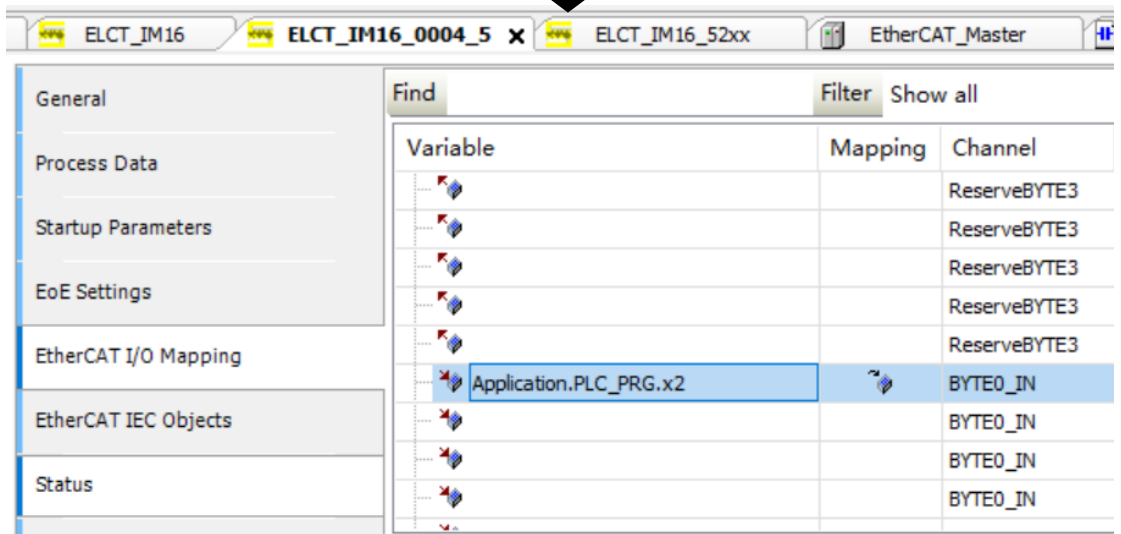 ELCT_IM16 ELCT_IM16_0004_5 x ELCT_IM16_52xx EtherCAT_Master
General
Process Data
Startup Parameters
EoE Settings
EtherCAT I/O Mapping
EtherCAT IEC Objects
Status
Find Filter Show all
Variable Mapping Channel
ReserveBYTE3
ReserveBYTE3
ReserveBYTE3
ReserveBYTE3
ReserveBYTE3
Application.PLC_PRG.x2 BYTE0_IN
BYTE0_IN
BYTE0_IN
BYTE0_IN